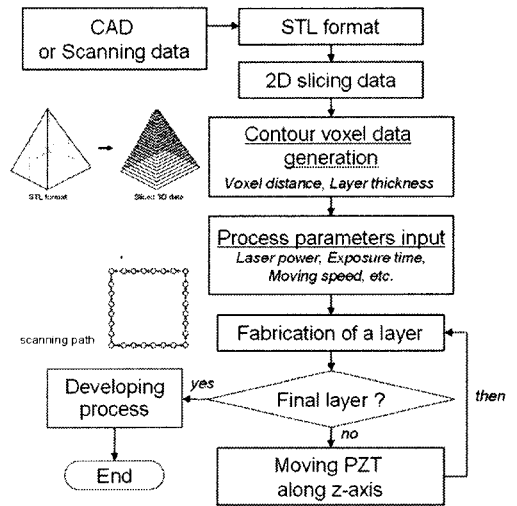 CAD
or Scanning data
STL format
2D slicing data
Contour voxel data
generation
Voxel distance, Layer thickness
STL format
Sliced 3D data
Process parameters input
Laser power, Exposure time,
Moving speed, etc.
scanning path
Fabrication of a layer
Final layer ?
yes
no
then
Developing
process
End
Moving PZT
along z-axis